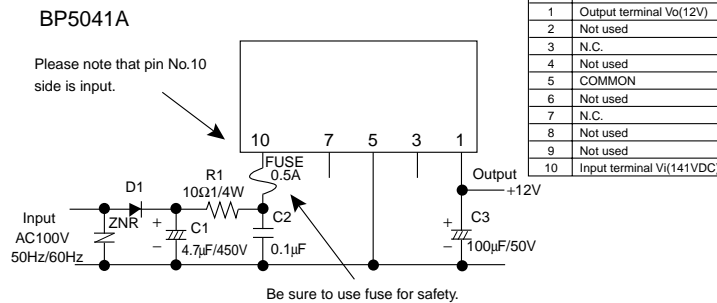 BP5041A
Please note that pin No.10
side is input.
10 7 5 3 1
FUSE
0.5A
R1
10Ω1/4W
D1
Input
AC100V
50Hz/60Hz
ZNR
+
C1
−
4.7μF/450V
C2
0.1μF
Output
+12V
+
C3
−
100μF/50V
Be sure to use fuse for safety.
1 Output terminal Vo(12V)
2 Not used
3 N.C.
4 Not used
5 COMMON
6 Not used
7 N.C.
8 Not used
9 Not used
10 Input terminal Vi(141VDC)